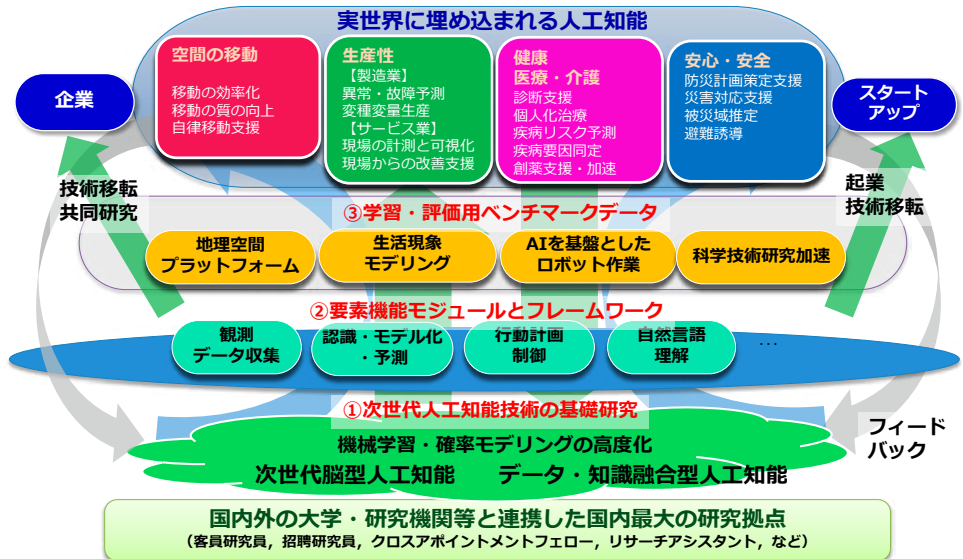 実世界に埋め込まれる人工知能
空間の移動
移動の効率化
移動の質の向上
自律移動支援
生産性
【製造業】
異常・故障予測
変種変量生産
【サービス業】
現場の計測と可視化
現場からの改善支援
健康
医療・介護
診断支援
個人化治療
疾病リスク予測
疾病要因同定
創薬支援・加速
安心・安全
防災計画策定支援
災害対応支援
被災域推定
避難誘導
企業
スタート
アップ
技術移転
共同研究
起業
技術移転
③学習・評価用ベンチマークデータ
地理空間
プラットフォーム
生活現象
モデリング
AIを基盤とした
ロボット作業
科学技術研究加速
②要素機能モジュールとフレームワーク
観測
データ収集
認識・モデル化
・予測
行動計画
制御
自然言語
理解
…
①次世代人工知能技術の基礎研究
機械学習・確率モデリングの高度化
次世代脳型人工知能
データ・知識融合型人工知能
フィード
バック
国内外の大学・研究機関等と連携した国内最大の研究拠点
（客員研究員，招聘研究員，クロスアポイントメントフェロー，リサーチアシスタント，など）